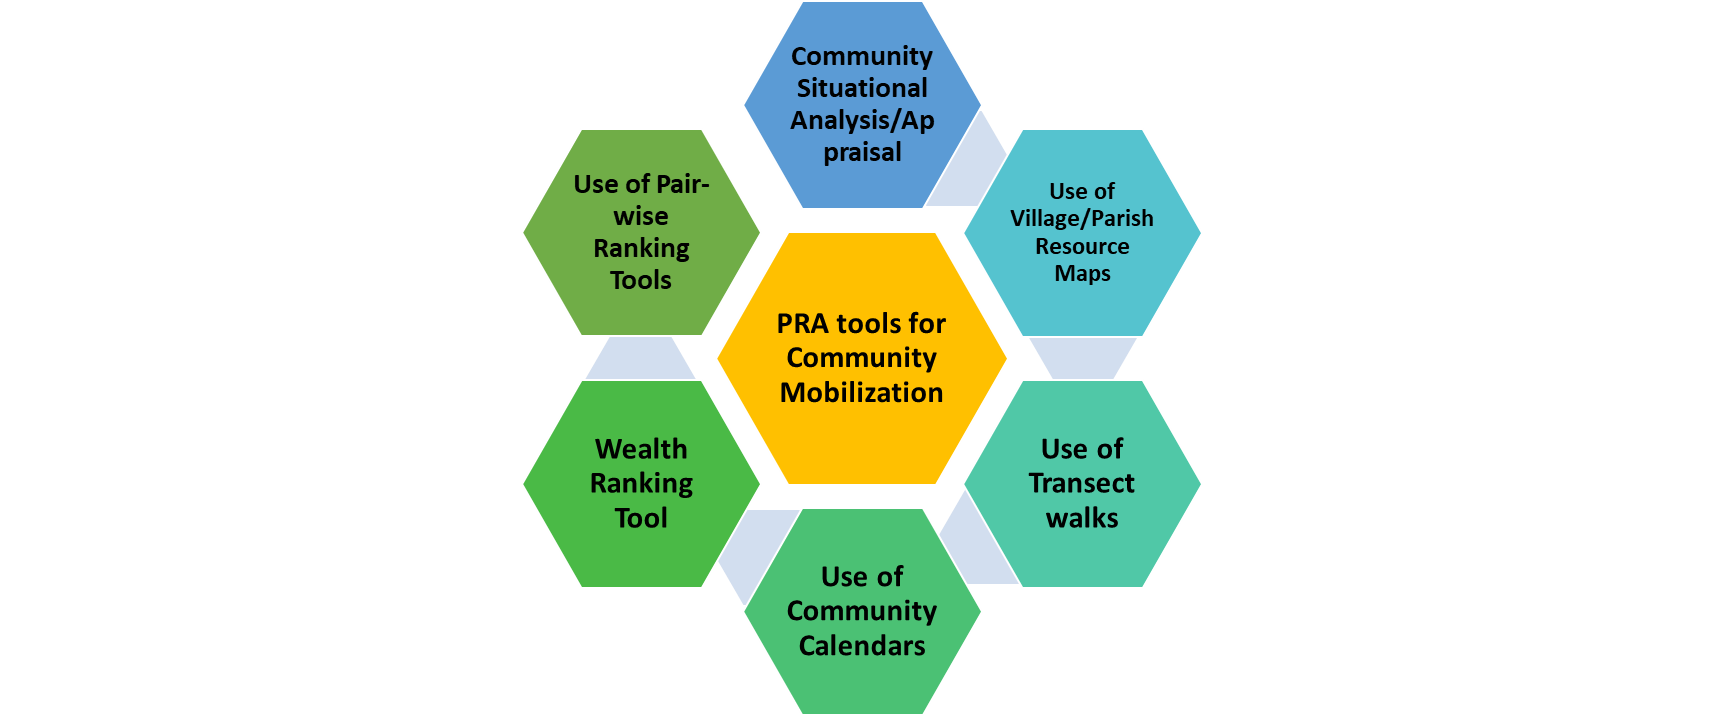 Community
Situational
Analysis/Ap
praisal
Use of
Village/Parish
Resource
Maps
Use of
Transect
walks
Use of
Community
Calendars
Wealth
Ranking
Tool
Use of Pair-
wise
Ranking
Tools
PRA tools for
Community
Mobilization